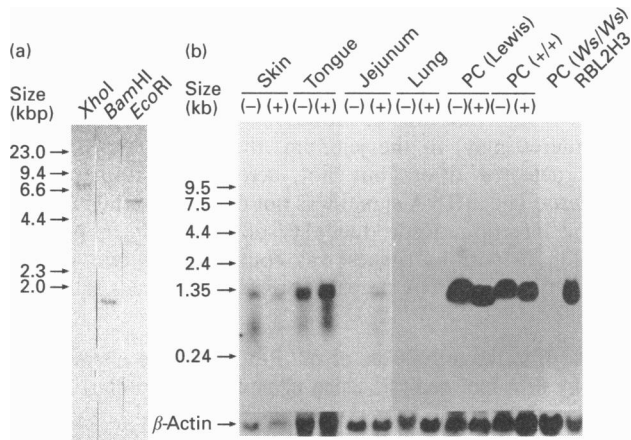 (a)
Size
(kbp)
XhoI
BamHI
EcoRI
23.0
9.4
6.6
4.4
2.3
2.0
(b)
Size
(kb)
Skin
Tongue
Jejunum
Lung
PC (Lewis)
PC (+/+)
PC (Ws/Ws)
RBL2H3
(−) (+) (−) (+) (−) (+) (−) (+) (−) (+) (−) (+)
9.5
7.5
4.4
2.4
1.35
0.24
β-Actin